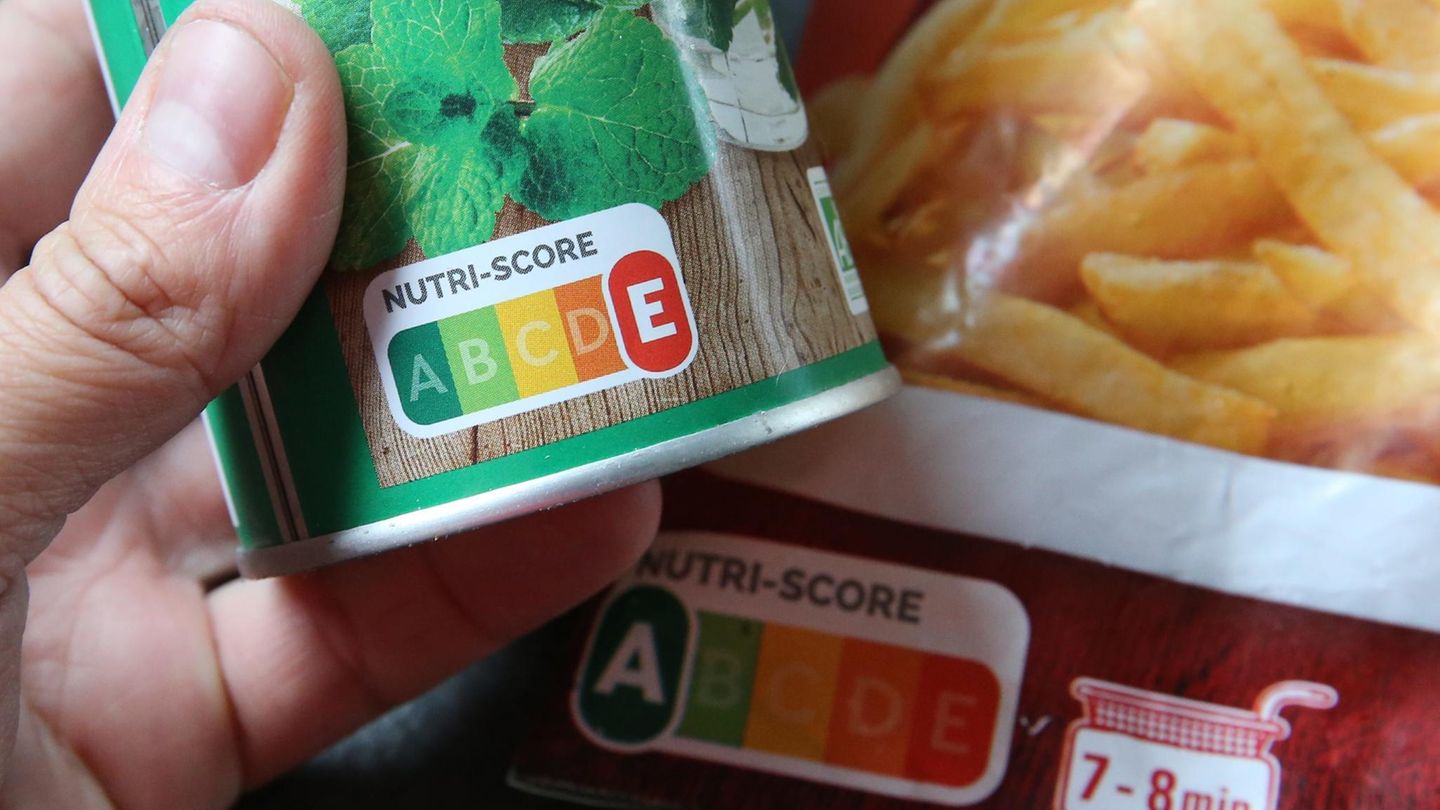 NUTRI-SCORE
A B C D E
NUTRI-SCORE
A B C D E
7-8 min